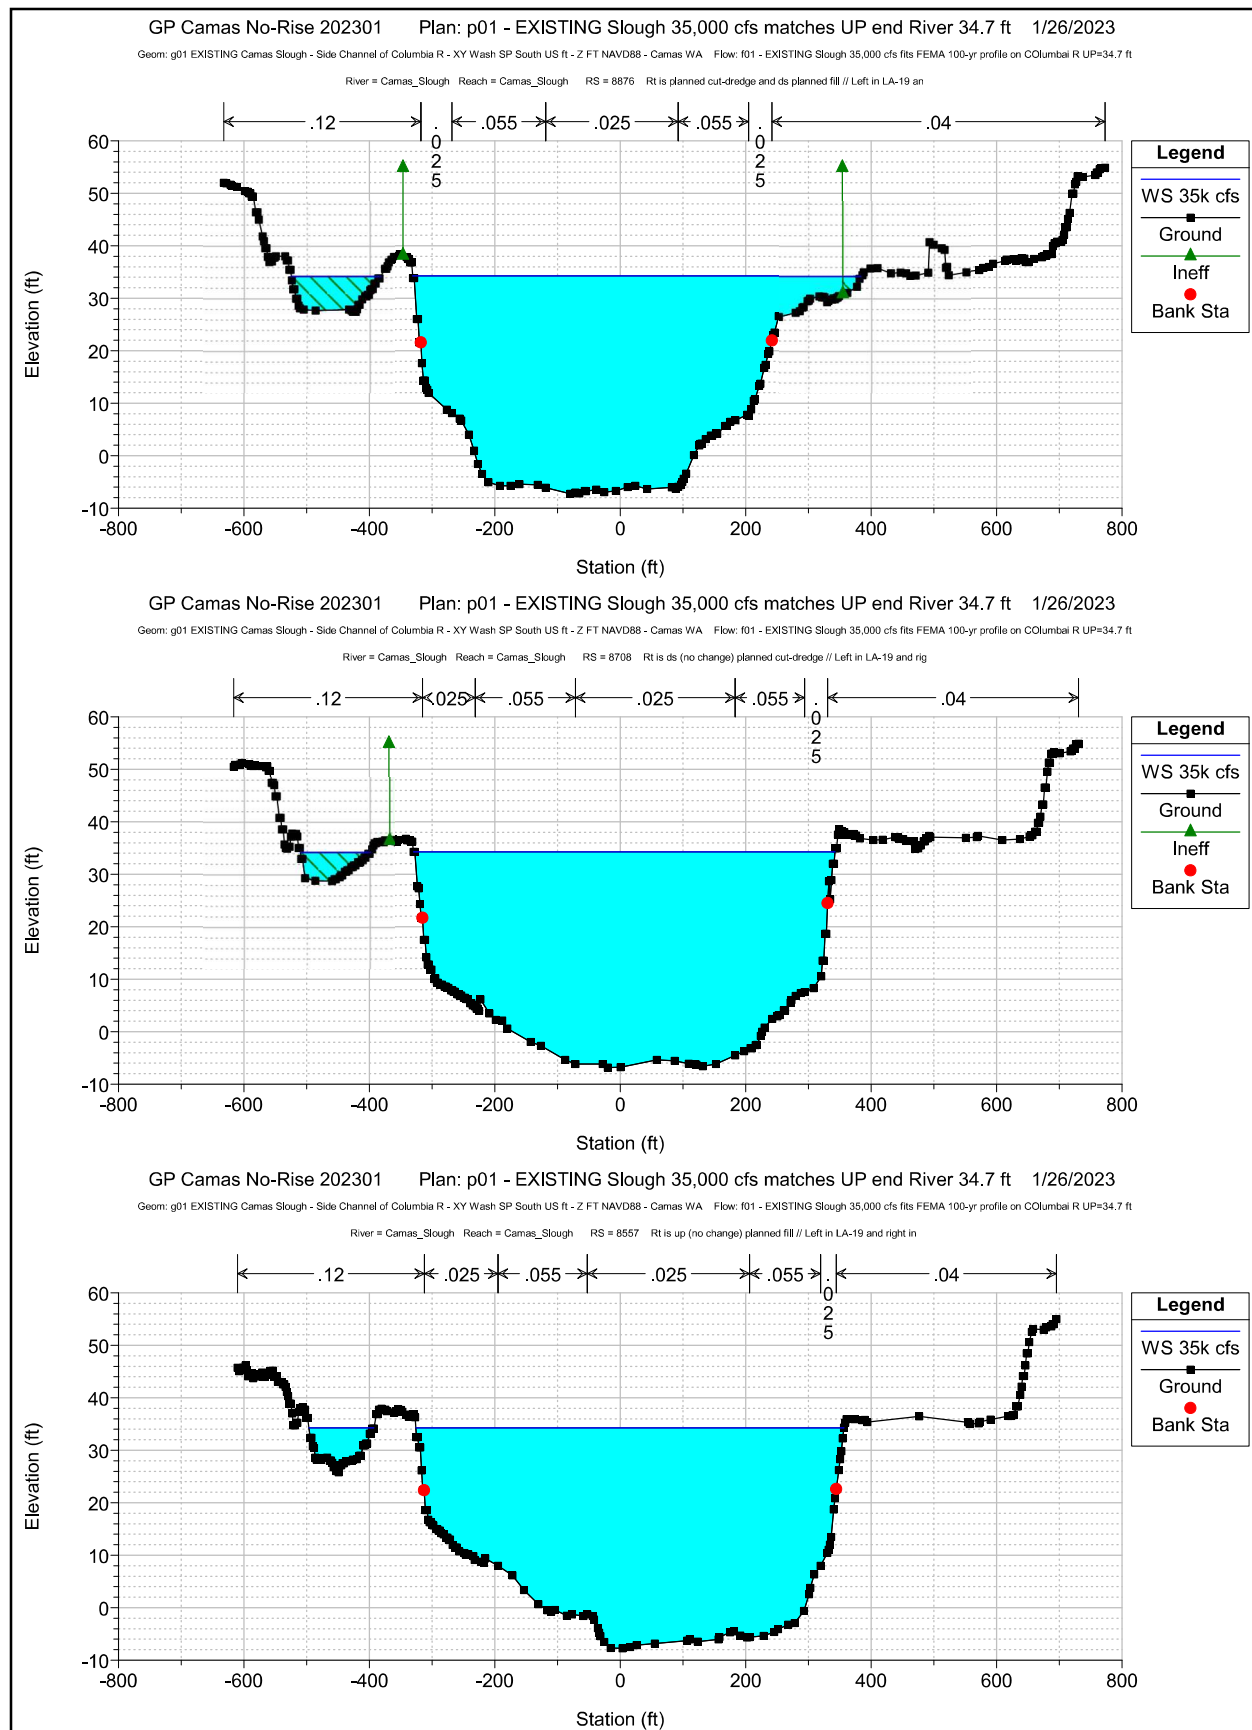 GP Camas No-Rise 202301 Plan: p01 - EXISTING Slough 35,000 cfs matches UP end River 34.7 ft 1/26/2023
Geom: g01 EXISTING Camas Slough - Side Channel of Columbia R - XY Wash SP South US ft - Z FT NAVD88 - Camas WA Flow: f01 - EXISTING Slough 35,000 cfs fits FEMA 100-yr profile on COlumbai R UP=34.7 ft
River = Camas_Slough Reach = Camas_Slough RS = 8876 Rt is planned cut-dredge and ds planned fill // Left in LA-19 an
.12 .025 .055 .025 .055 .025 .04
60
50
40
30
20
10
0
-10
Elevation (ft)
-800 -600 -400 -200 0 200 400 600 800
Station (ft)
Legend
WS 35k cfs
Ground
Ineff
Bank Sta
GP Camas No-Rise 202301 Plan: p01 - EXISTING Slough 35,000 cfs matches UP end River 34.7 ft 1/26/2023
Geom: g01 EXISTING Camas Slough - Side Channel of Columbia R - XY Wash SP South US ft - Z FT NAVD88 - Camas WA Flow: f01 - EXISTING Slough 35,000 cfs fits FEMA 100-yr profile on COlumbai R UP=34.7 ft
River = Camas_Slough Reach = Camas_Slough RS = 8708 Rt is ds (no change) planned cut-dredge // Left in LA-19 and rig
.12 .025 .055 .025 .055 .025 .04
60
50
40
30
20
10
0
-10
Elevation (ft)
-800 -600 -400 -200 0 200 400 600 800
Station (ft)
Legend
WS 35k cfs
Ground
Ineff
Bank Sta
GP Camas No-Rise 202301 Plan: p01 - EXISTING Slough 35,000 cfs matches UP end River 34.7 ft 1/26/2023
Geom: g01 EXISTING Camas Slough - Side Channel of Columbia R - XY Wash SP South US ft - Z FT NAVD88 - Camas WA Flow: f01 - EXISTING Slough 35,000 cfs fits FEMA 100-yr profile on COlumbai R UP=34.7 ft
River = Camas_Slough Reach = Camas_Slough RS = 8557 Rt is up (no change) planned fill // Left in LA-19 and right in
.12 .025 .055 .025 .055 .025 .04
60
50
40
30
20
10
0
-10
Elevation (ft)
-800 -600 -400 -200 0 200 400 600 800
Station (ft)
Legend
WS 35k cfs
Ground
Bank Sta